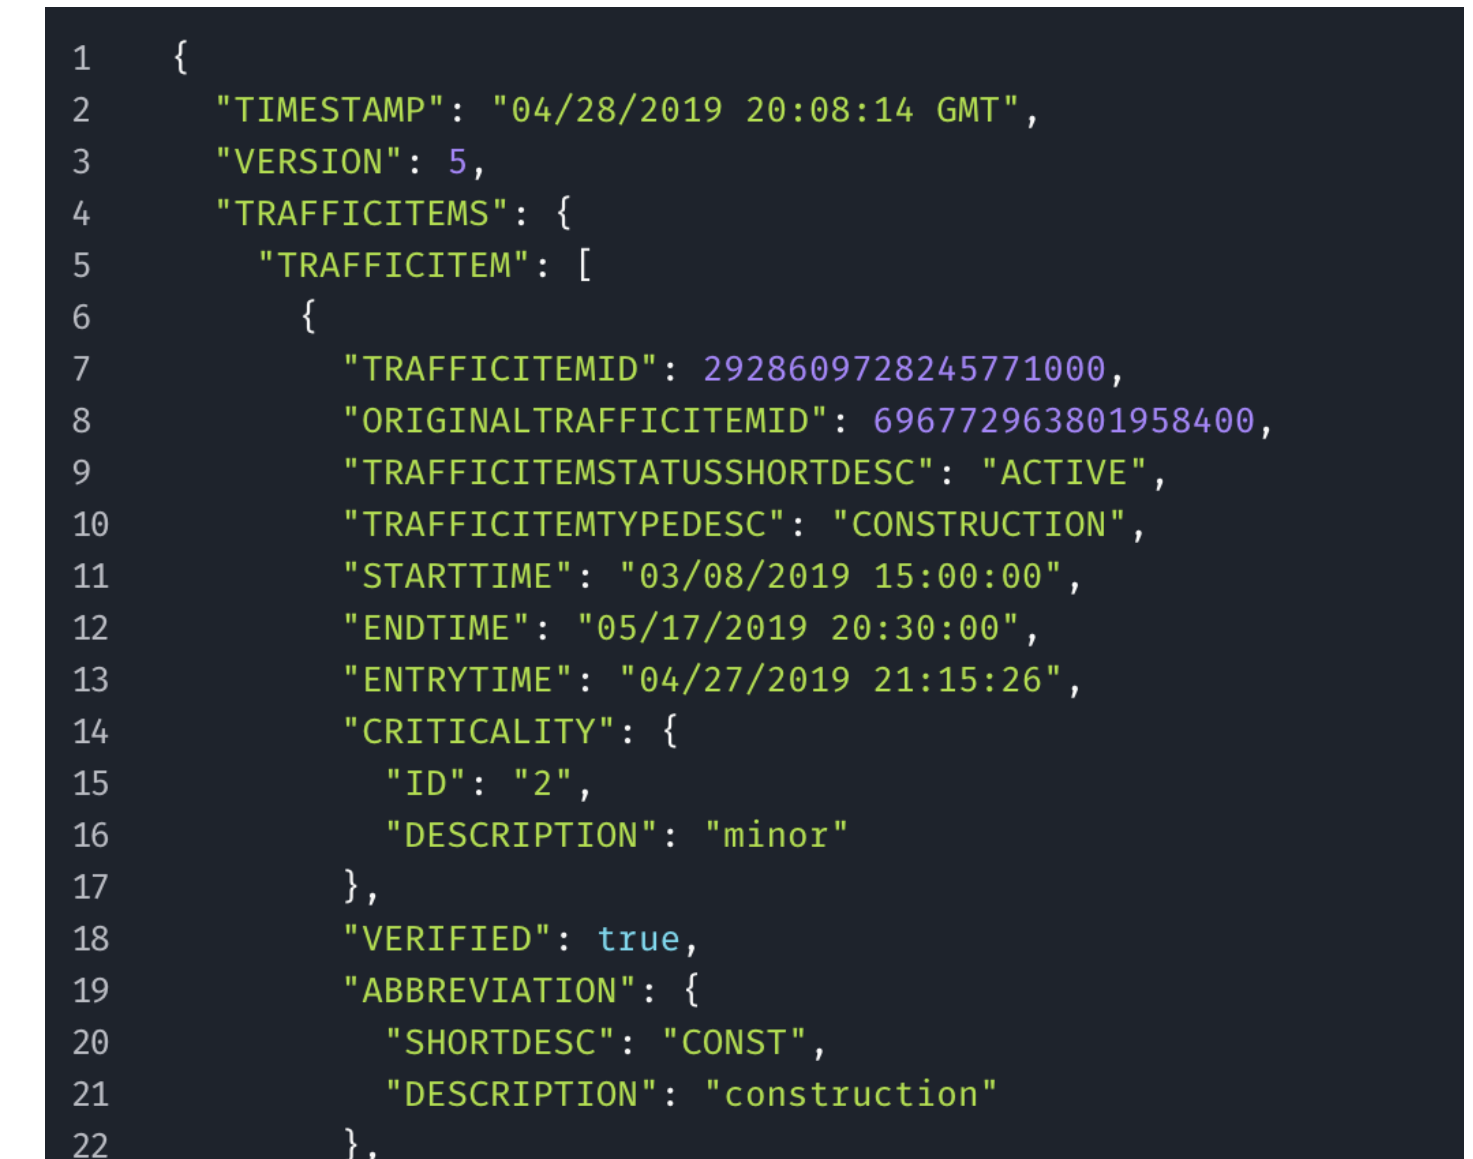 1 {
2 "TIMESTAMP": "04/28/2019 20:08:14 GMT",
3 "VERSION": 5,
4 "TRAFFICITEMS": {
5 "TRAFFICITEM": [
6 {
7 "TRAFFICITEMID": 2928609728245771000,
8 "ORIGINALTRAFFICITEMID": 696772963801958400,
9 "TRAFFICITEMSTATUSSHORTDESC": "ACTIVE",
10 "TRAFFICITEMTYPEDESC": "CONSTRUCTION",
11 "STARTTIME": "03/08/2019 15:00:00",
12 "ENDTIME": "05/17/2019 20:30:00",
13 "ENTRYTIME": "04/27/2019 21:15:26",
14 "CRITICALITY": {
15 "ID": "2",
16 "DESCRIPTION": "minor"
17 },
18 "VERIFIED": true,
19 "ABBREVIATION": {
20 "SHORTDESC": "CONST",
21 "DESCRIPTION": "construction"
22 },